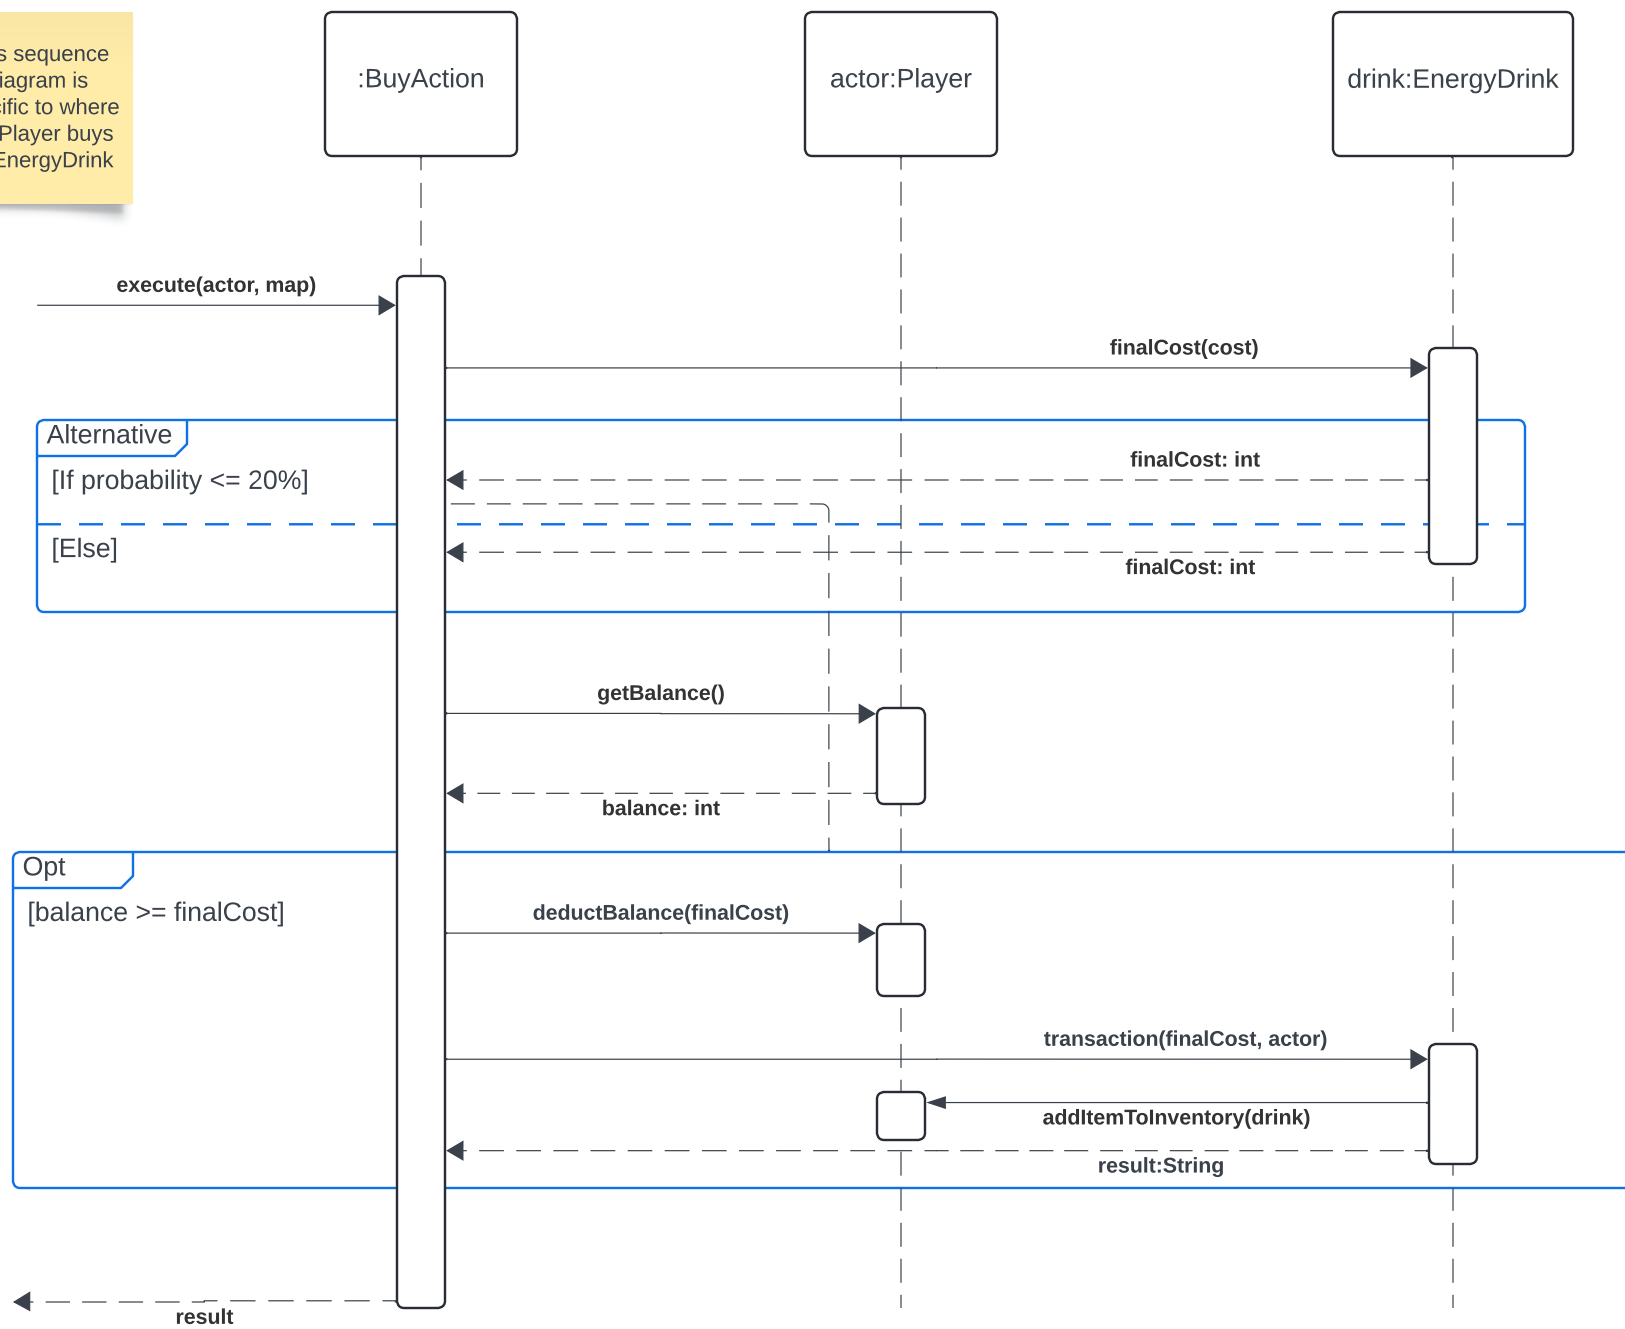 sequence
diagram is
to where
Player buys
EnergyDrink
:BuyAction
actor:Player
drink:EnergyDrink
execute(actor, map)
finalCost(cost)
Alternative
finalCost: int
[If probability <= 20%]
[Else]
finalCost: int
getBalance()
balance: int
Opt
[balance >= finalCost]
deductBalance(finalCost)
transaction(finalCost, actor)
addItemToInventory(drink)
result:String
result